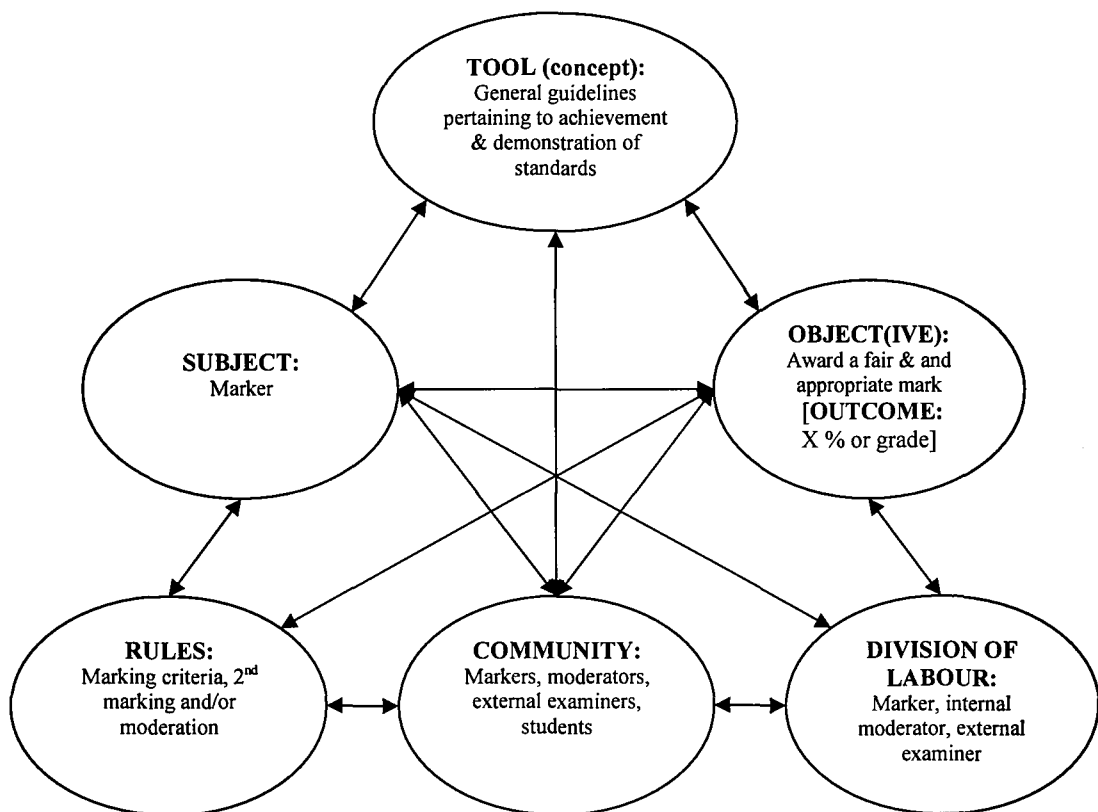 TOOL (concept):
General guidelines
pertaining to achievement
& demonstration of
standards
SUBJECT:
Marker
OBJECT(IVE):
Award a fair & and
appropriate mark
[OUTCOME:
X % or grade]
RULES:
Marking criteria, 2nd
marking and/or
moderation
COMMUNITY:
Markers, moderators,
external examiners,
students
DIVISION OF
LABOUR:
Marker, internal
moderator, external
examiner